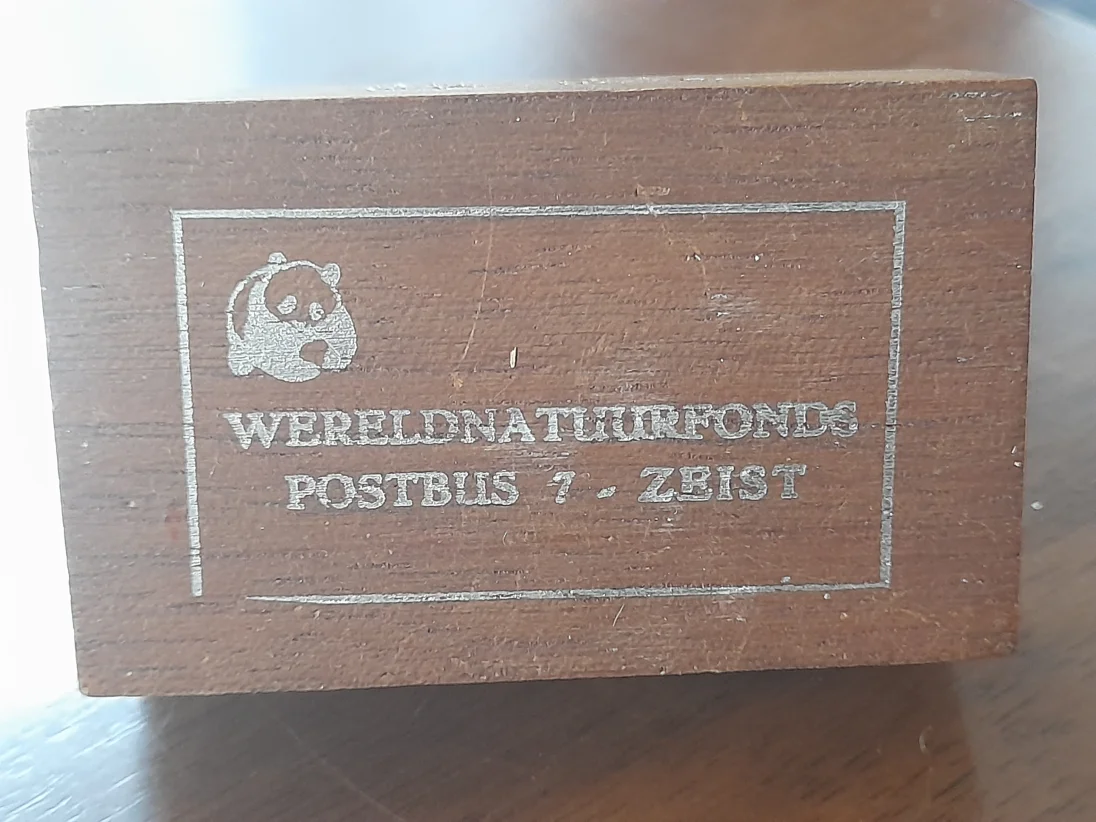 WERELDNATUURFONDS
POSTBUS 7 - ZEIST